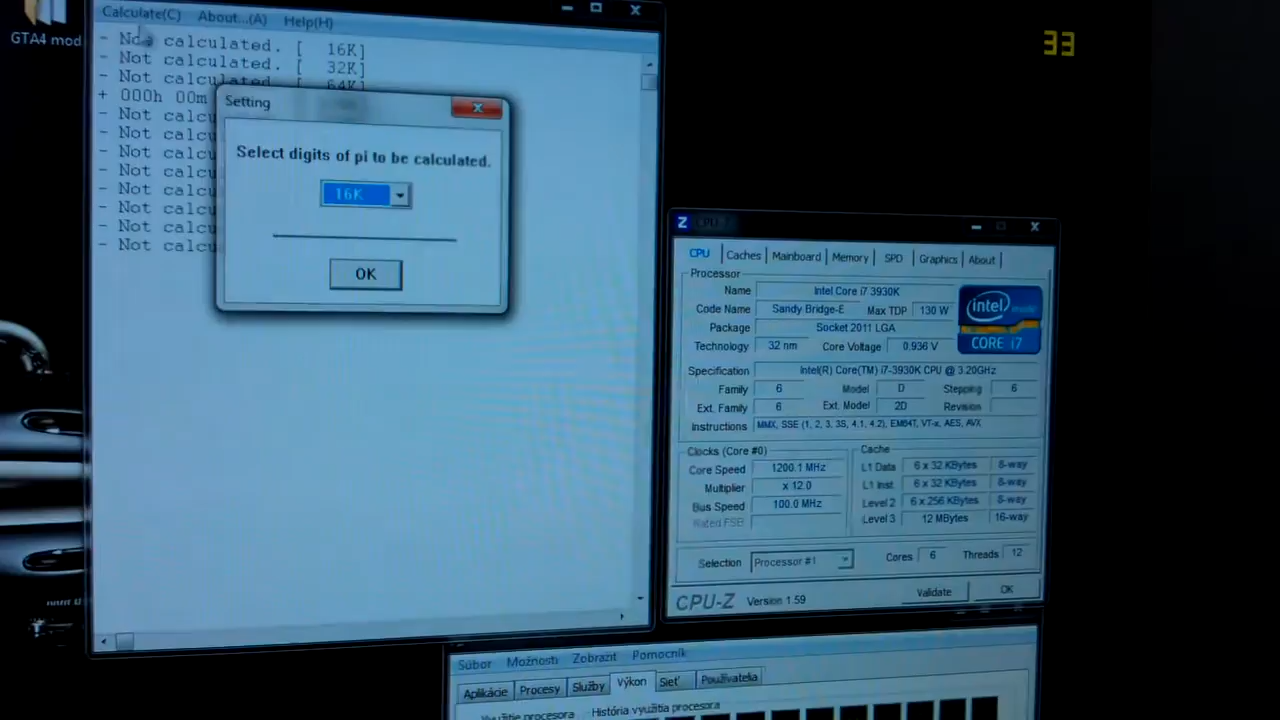 GTA4 mod
Calculate(C) About...(A) Help(H)
- Not calculated. [ 16K]
- Not calculated. [ 32K]
- Not calculated. [ 64K]
+ 000h 00m
- Not calcu
- Not calcu
- Not calcu
- Not calcu
- Not calcu
- Not calcu
- Not calcu
- Not calcu
Setting
Select digits of pi to be calculated.
16K
OK
33
CPU-Z
CPU Caches Mainboard Memory SPD Graphics About
Processor
Name Intel Core i7 3930K
Code Name Sandy Bridge-E Max TDP 130 W
Package Socket 2011 LGA
Technology 32 nm Core Voltage 0.936 V
intel
CORE i7
Specification Intel(R) Core(TM) i7-3930K CPU @ 3.20GHz
Family 6 Model D Stepping 6
Ext. Family 6 Ext. Model 2D Revision
Instructions MMX, SSE (1, 2, 3, 3S, 4.1, 4.2), EM64T, VT-x, AES, AVX
Clocks (Core #0)
Core Speed 1200.1 MHz
Multiplier x 12.0
Bus Speed 100.0 MHz
Rated FSB
Cache
L1 Data 6 x 32 KBytes 8-way
L1 Inst. 6 x 32 KBytes 8-way
Level 2 6 x 256 KBytes 8-way
Level 3 12 MBytes 16-way
Selection Processor #1 Cores 6 Threads 12
CPU-Z Version 1.59 Validate OK
Súbor Možnosti Zobraziť Pomocník
Aplikácie Procesy Služby Výkon Sieť Používatelia
Využitie procesora História využitia procesora